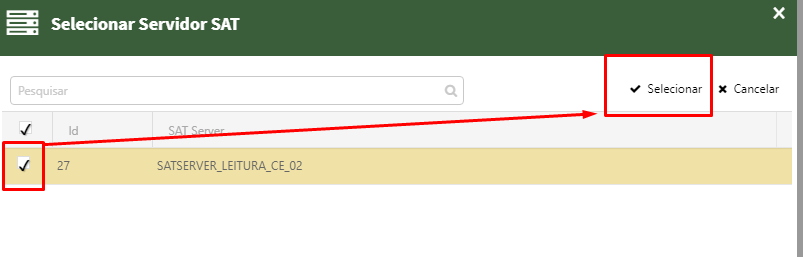 Selecionar Servidor SAT
Pesquisar
Selecionar
Cancelar
Id
SAT Server
27
SATSERVER_LEITURA_CE_02